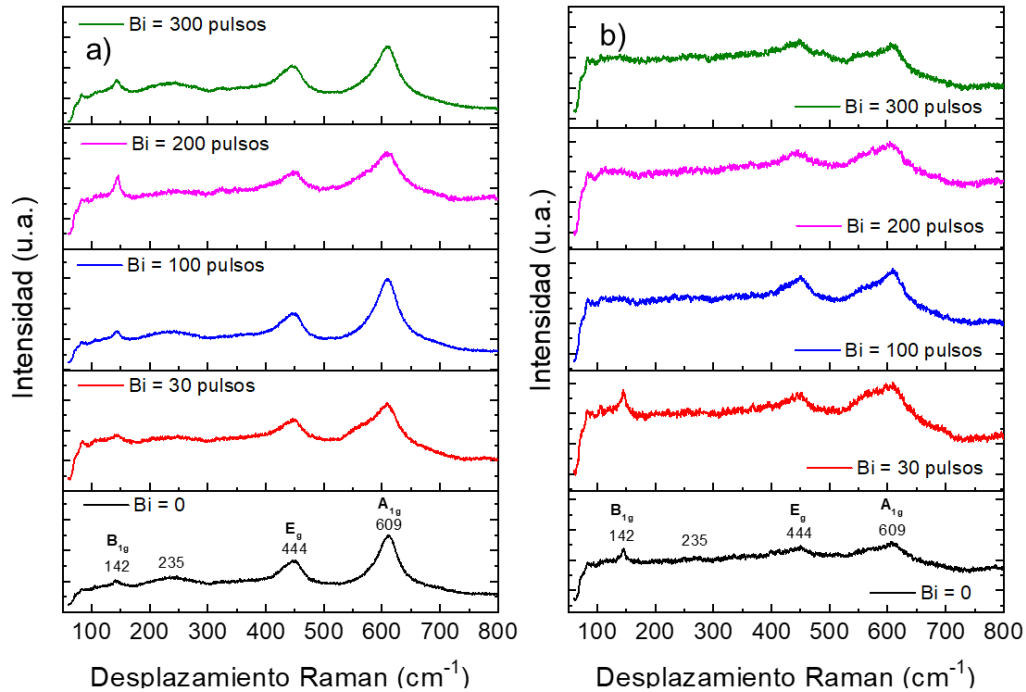 a)
Bi = 300 pulsos
Bi = 200 pulsos
Bi = 100 pulsos
Bi = 30 pulsos
Bi = 0
B1g
142
235
Eg
444
A1g
609
100 200 300 400 500 600 700 800
Desplazamiento Raman (cm-1)
Intensidad (u.a.)
b)
Bi = 300 pulsos
Bi = 200 pulsos
Bi = 100 pulsos
Bi = 30 pulsos
B1g
142
235
Eg
444
A1g
609
Bi = 0
100 200 300 400 500 600 700 800
Desplazamiento Raman (cm-1)
Intensidad (u.a.)